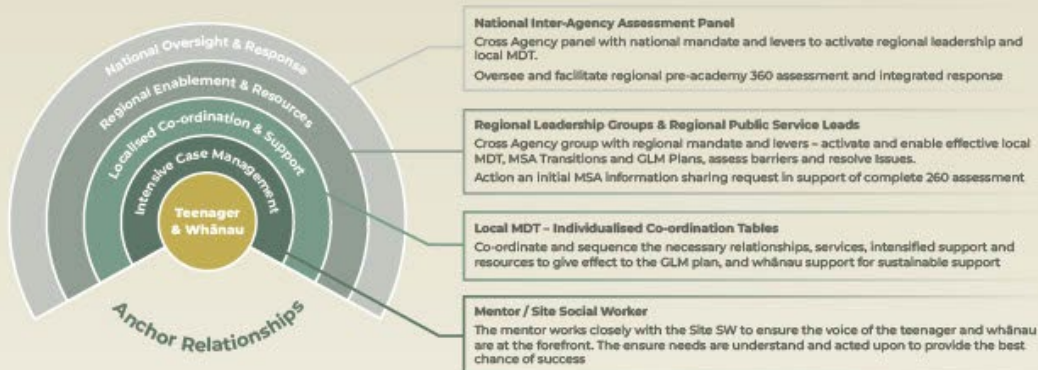 National Oversight & Response
Regional Enablement & Resources
Localised Co-ordination & Support
Intensive Case Management
Teenager
& Whānau
Anchor Relationships
National Inter-Agency Assessment Panel
Cross Agency panel with national mandate and levers to activate regional leadership and
local MDT.
Oversee and facilitate regional pre-academy 360 assessment and integrated response
Regional Leadership Groups & Regional Public Service Leads
Cross Agency group with regional mandate and levers – activate and enable effective local
MDT, MSA Transitions and GLM Plans, assess barriers and resolve Issues.
Action an initial MSA information sharing request in support of complete 260 assessment
Local MDT – Individualised Co-ordination Tables
Co-ordinate and sequence the necessary relationships, services, intensified support and
resources to give effect to the GLM plan, and whānau support for sustainable support
Mentor / Site Social Worker
The mentor works closely with the Site SW to ensure the voice of the teenager and whānau
are at the forefront. The ensure needs are understand and acted upon to provide the best
chance of success